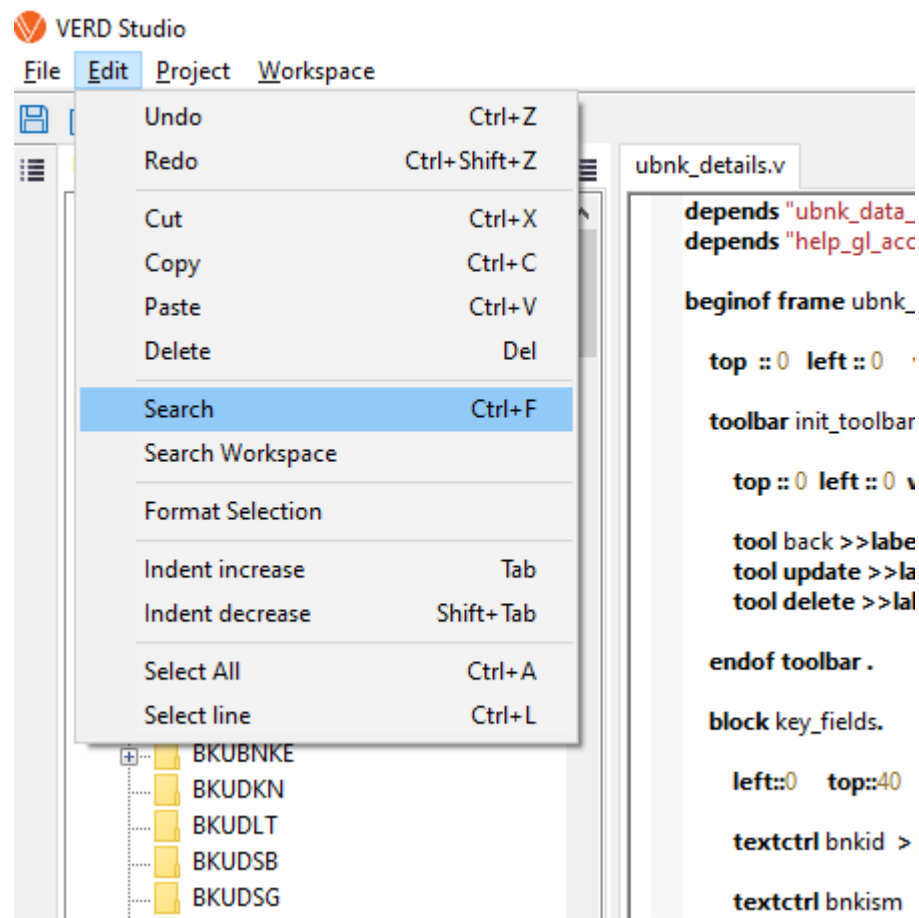 VERD Studio
File Edit Project Workspace
Undo Ctrl+Z
Redo Ctrl+Shift+Z
Cut Ctrl+X
Copy Ctrl+C
Paste Ctrl+V
Delete Del
Search Ctrl+F
Search Workspace
Format Selection
Indent increase Tab
Indent decrease Shift+Tab
Select All Ctrl+A
Select line Ctrl+L
BKUBNKE
BKUDKN
BKUDLT
BKUDSB
BKUDSG
ubnk_details.v
depends "ubnk_data_
depends "help_gl_acc
beginof frame ubnk_
top :: 0 left :: 0
toolbar init_toolbar
top :: 0 left :: 0
tool back >>labe
tool update >>la
tool delete >>lal
endof toolbar .
block key_fields.
left::0 top::40
textctrl bnkid >
textctrl bnkism